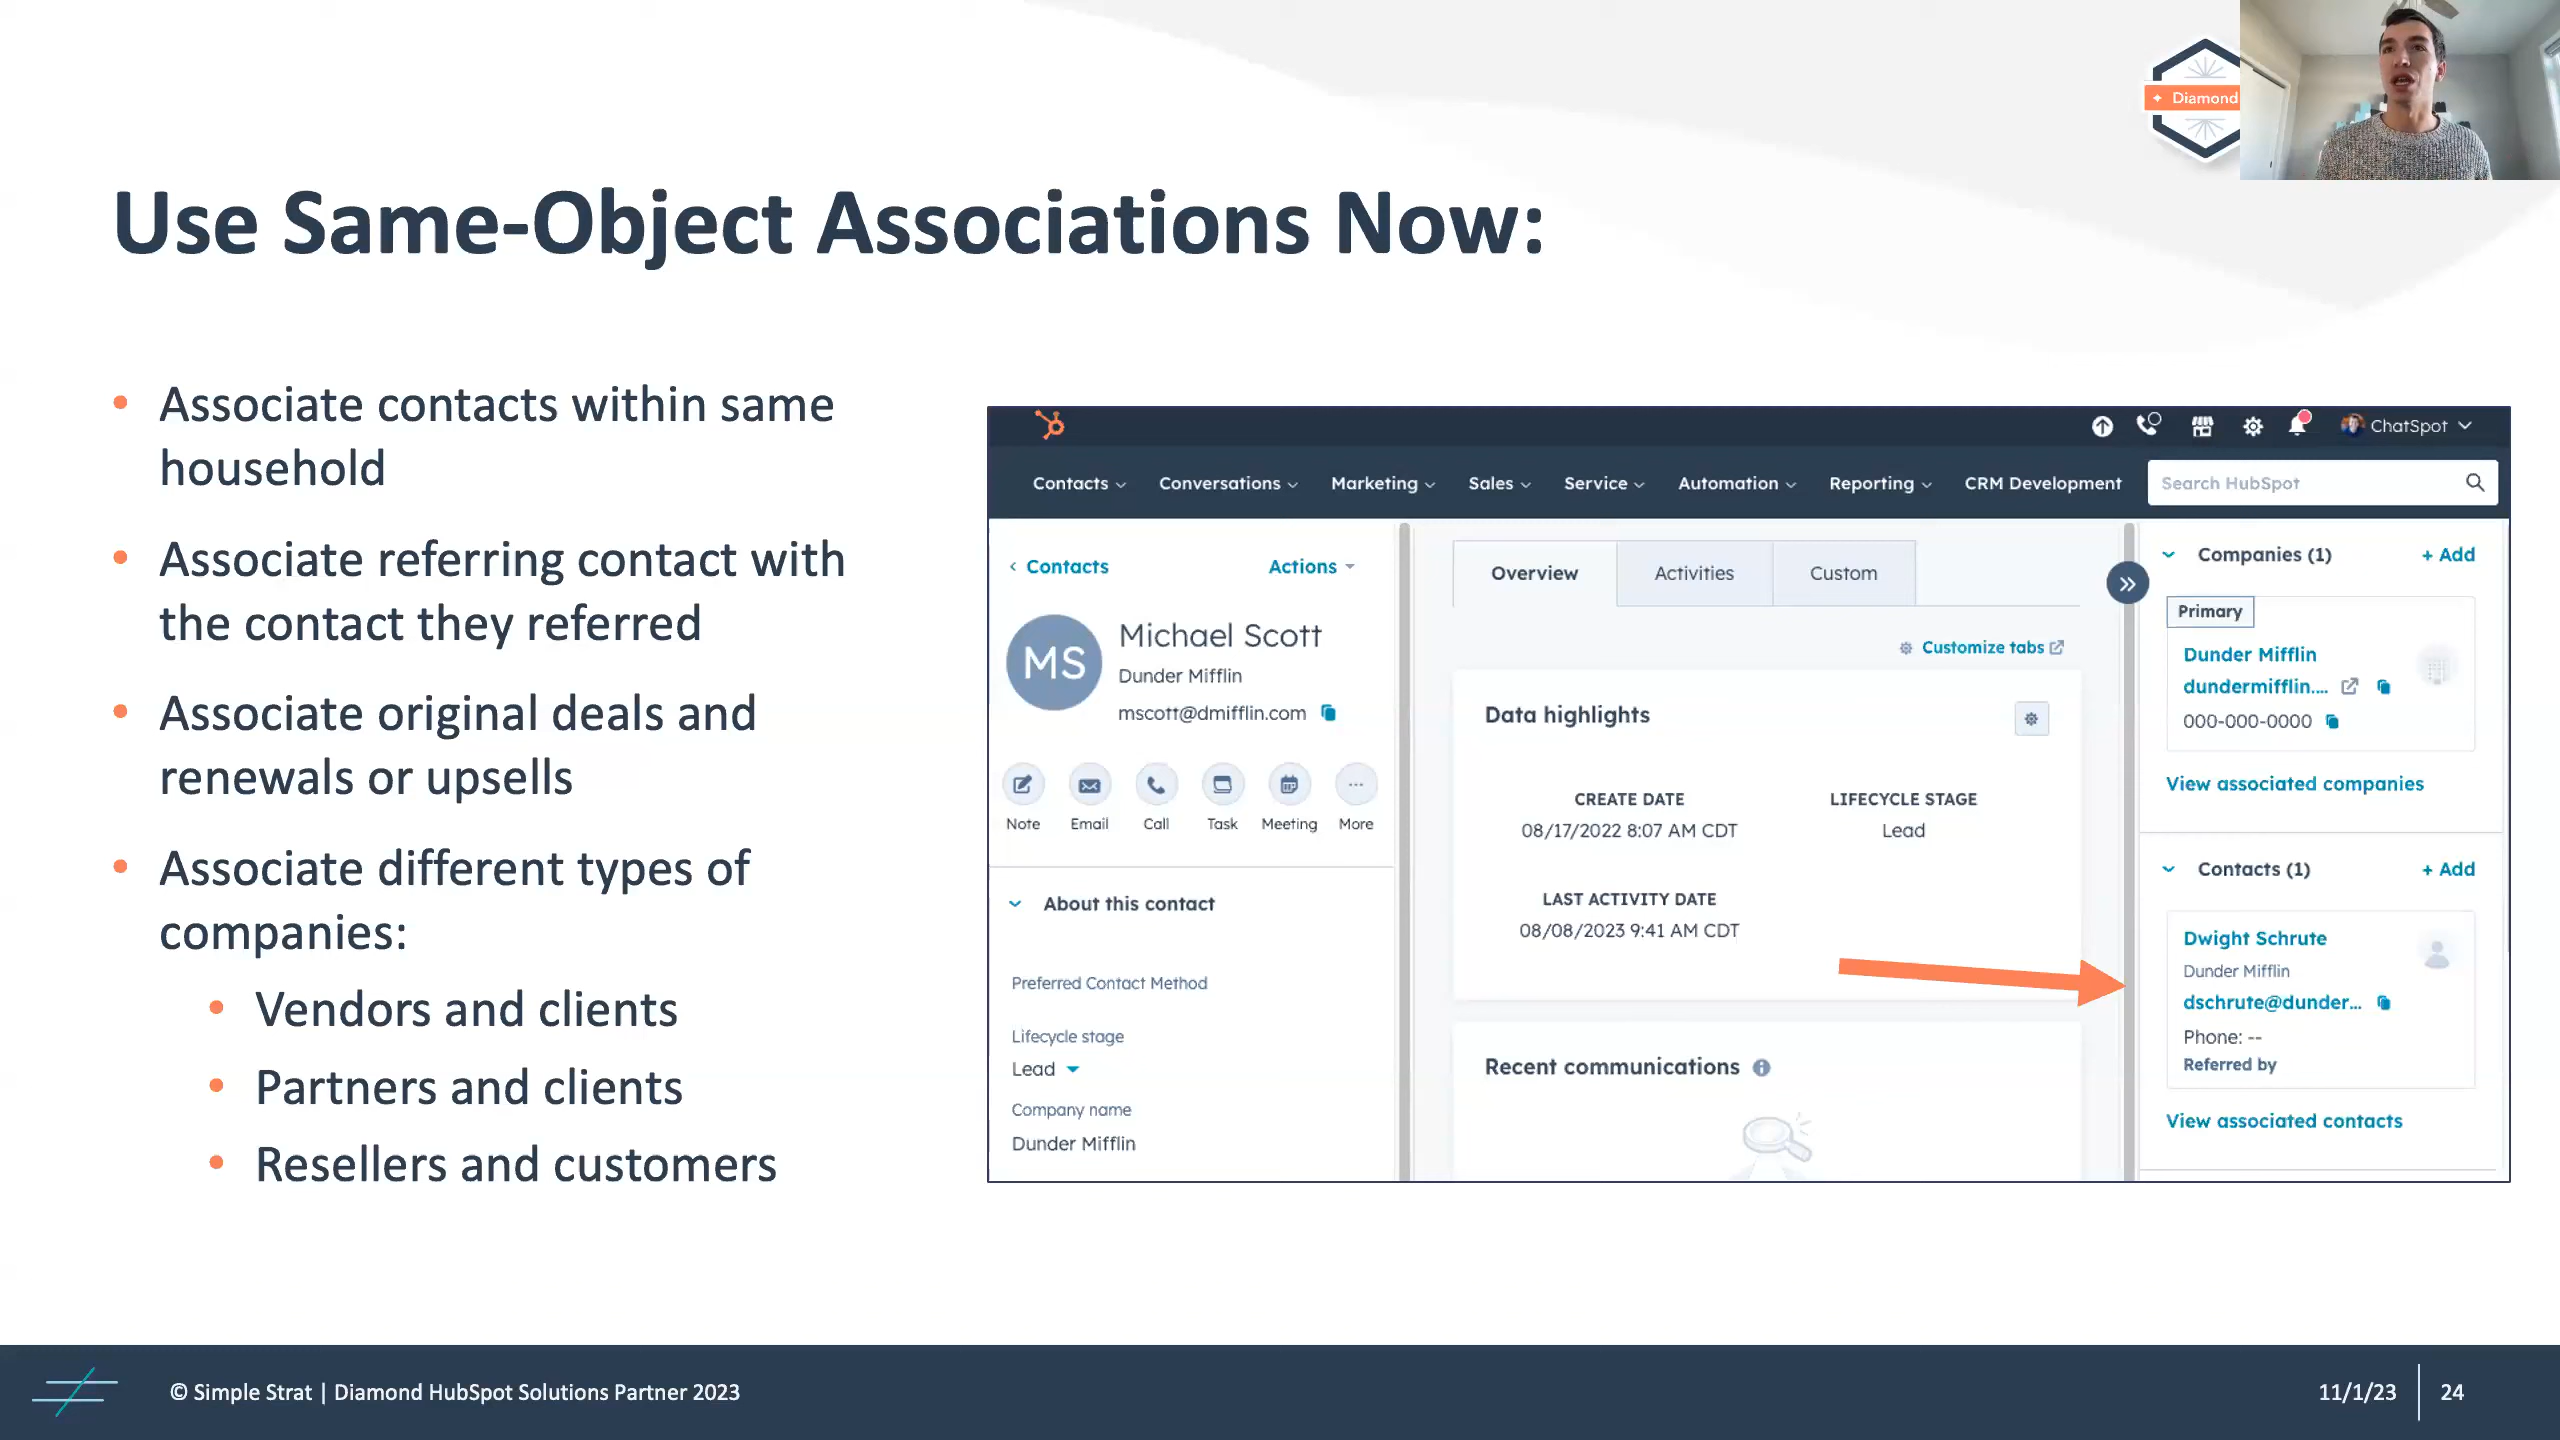 Diamond
Use Same-Object Associations Now:
• Associate contacts within same
household
• Associate referring contact with
the contact they referred
• Associate original deals and
renewals or upsells
• Associate different types of
companies:
• Vendors and clients
• Partners and clients
• Resellers and customers
ChatSpot
Contacts Conversations Marketing Sales Service Automation Reporting CRM Development Search HubSpot
‹ Contacts Actions
MS
Michael Scott
Dunder Mifflin
mscott@dmifflin.com
Note Email Call Task Meeting More
About this contact
Preferred Contact Method
Lifecycle stage
Lead
Company name
Dunder Mifflin
Overview Activities Custom
Customize tabs
Data highlights
CREATE DATE LIFECYCLE STAGE
08/17/2022 8:07 AM CDT Lead
LAST ACTIVITY DATE
08/08/2023 9:41 AM CDT
Recent communications
Companies (1) + Add
Primary
Dunder Mifflin
dundermifflin....
000-000-0000
View associated companies
Contacts (1) + Add
Dwight Schrute
Dunder Mifflin
dschrute@dunder...
Phone: --
Referred by
View associated contacts
© Simple Strat | Diamond HubSpot Solutions Partner 2023
11/1/23 24